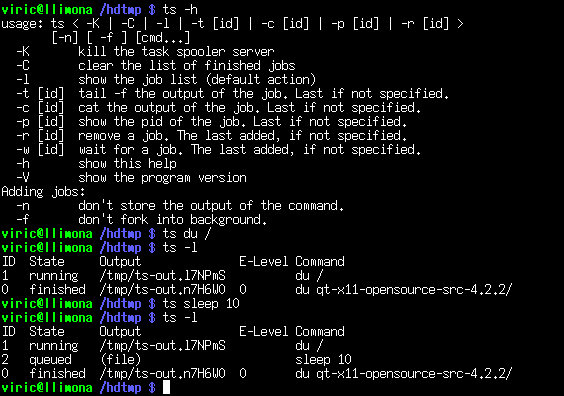 viric@llimona /hdtmp $ ts -h
usage: ts < -K | -C | -l | -t [id] | -c [id] | -p [id] | -r [id] >
       [-n] [ -f ] [cmd...]
  -K       kill the task spooler server
  -C       clear the list of finished jobs
  -l       show the job list (default action)
  -t [id]  tail -f the output of the job. Last if not specified.
  -c [id]  cat the output of the job. Last if not specified.
  -p [id]  show the pid of the job. Last if not specified.
  -r [id]  remove a job. The last added, if not specified.
  -w [id]  wait for a job. The last added, if not specified.
  -h       show this help
  -V       show the program version
Adding jobs:
  -n       don't store the output of the command.
  -f       don't fork into background.
viric@llimona /hdtmp $ ts du /
viric@llimona /hdtmp $ ts -l
ID  State      Output               E-Level  Command
1   running    /tmp/ts-out.l7NPmS            du /
0   finished   /tmp/ts-out.n7H6WO   0        du qt-x11-opensource-src-4.2.2/
viric@llimona /hdtmp $ ts sleep 10
viric@llimona /hdtmp $ ts -l
ID  State      Output               E-Level  Command
1   running    /tmp/ts-out.l7NPmS            du /
2   queued     (file)                        sleep 10
0   finished   /tmp/ts-out.n7H6WO   0        du qt-x11-opensource-src-4.2.2/
viric@llimona /hdtmp $